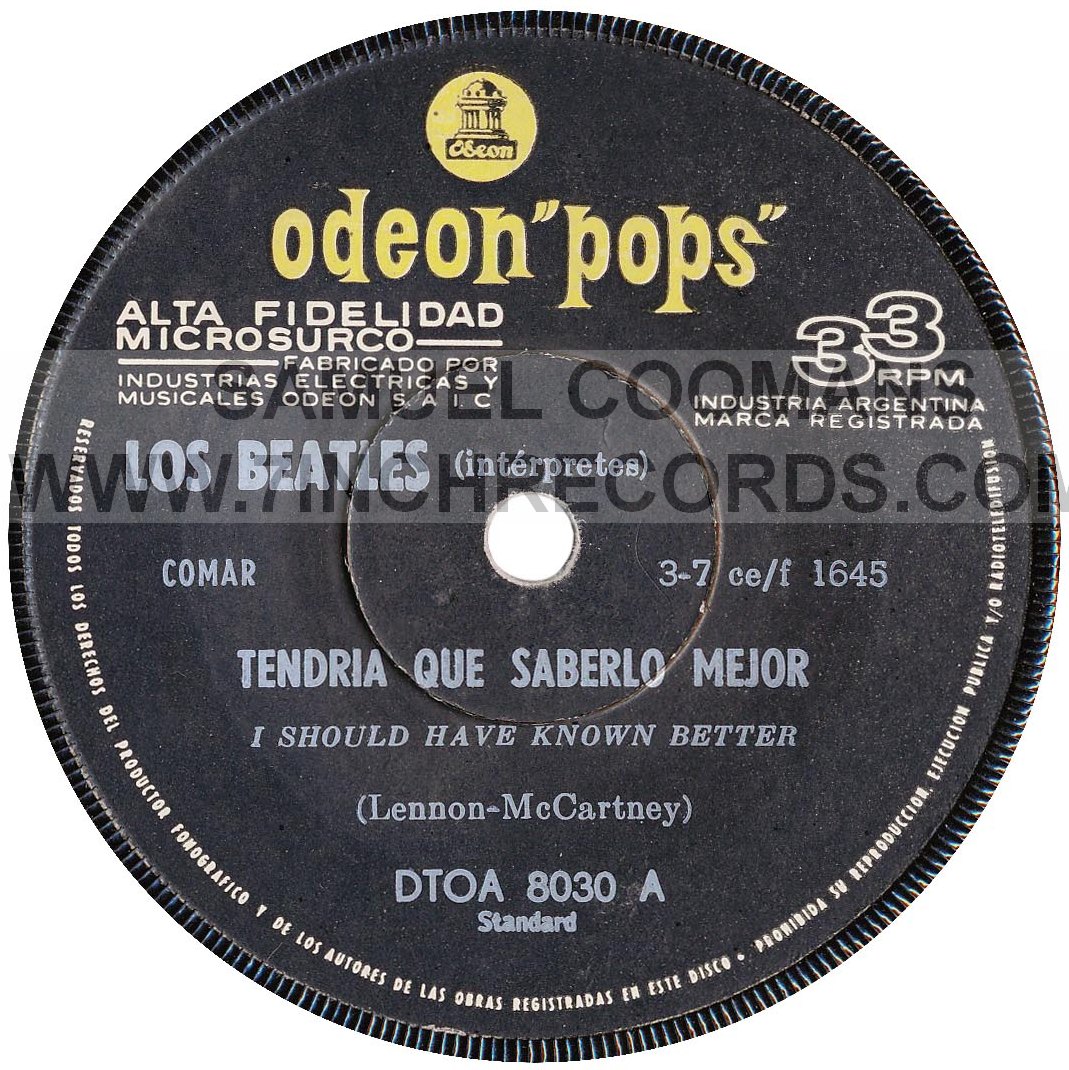 Odeon
odeon "pops"
ALTA FIDELIDAD
MICROSURCO
FABRICADO POR
INDUSTRIAS ELECTRICAS Y
MUSICALES ODEON S.A.I.C
33
RPM
INDUSTRIA ARGENTINA
MARCA REGISTRADA
SAMUEL COOMANS
WWW.7INCHRECORDS.COM
LOS BEATLES (intérpretes)
COMAR
3-7 ce/f 1645
TENDRIA QUE SABERLO MEJOR
I SHOULD HAVE KNOWN BETTER
(Lennon-McCartney)
DTOA 8030 A
Standard
RESERVADOS TODOS LOS DERECHOS DEL PRODUCTOR FONOGRAFICO Y DE LOS AUTORES DE LAS OBRAS REGISTRADAS EN ESTE DISCO • PROHIBIDA SU REPRODUCCION, EJECUCION PUBLICA Y/O RADIOTELEDIFUSION